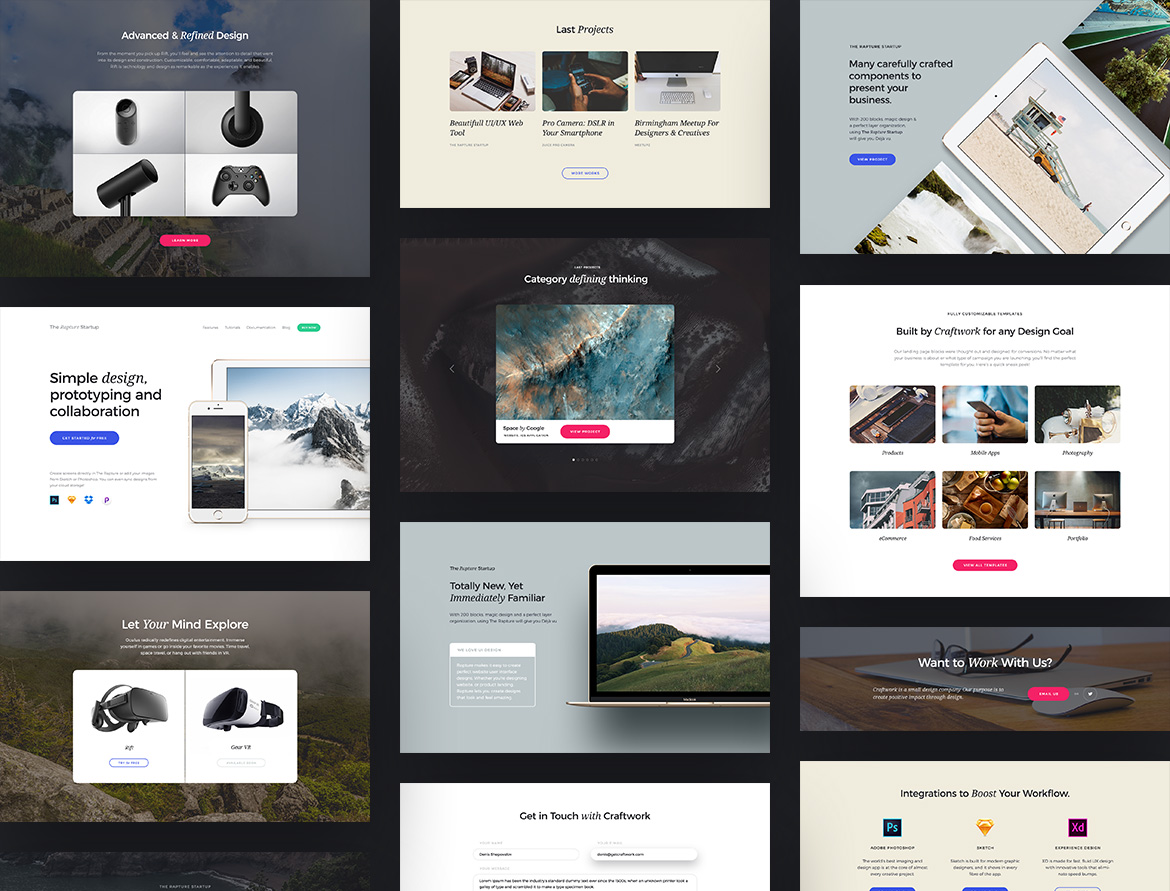 Advanced & Refined Design
From the moment you pick up Rift, you'll feel and see the attention to detail that went
into its design and construction. Customizable, comfortable, adaptable, and beautiful,
Rift is technology and design as remarkable as the experiences it enables.
LEARN MORE
The Rapture Startup
Features Tutorials Documentation Blog BUY NOW
Simple design,
prototyping and
collaboration
GET STARTED for FREE
Create screens directly in The Rapture or add your images
from Sketch or Photoshop. You can even sync designs from
your cloud storage!
Ps
Let Your Mind Explore
Oculus radically redefines digital entertainment. Immerse
yourself in games or go inside your favorite movies. Time travel,
space travel, or hang out with friends in VR.
Rift Gear VR
TRY IN FREE
THE RAPTURE STARTUP
Last Projects
Beautifull UI/UX Web
Tool
THE RAPTURE STARTUP
Pro Camera: DSLR in
Your Smartphone
Birmingham Meetup For
Designers & Creatives
MORE WORKS
LAST PROJECTS
Category defining thinking
Space by Google
VIEW PROJECT
The Rapture Startup
Totally New, Yet
Immediately Familiar
With 200 blocks, magic design and a perfect layer
organization, using The Rapture will give you Déjà vu
WE LOVE UI DESIGN
Rapture makes it easy to create
perfect website user interface
designs. Whether you're designing
website, or product landing,
Rapture lets you create designs
that look and feel amazing.
MacBook
Get in Touch with Craftwork
YOUR NAME YOUR E-MAIL
Denis Shepovalov denis@getcraftwork.com
YOUR MESSAGE
Lorem Ipsum has been the industry's standard dummy text ever since the 1500s, when an unknown printer took a
galley of type and scrambled it to make a type specimen book.
THE RAPTURE STARTUP
Many carefully crafted
components to
present your
business.
With 200 blocks, magic design &
a perfect layer organization,
using The Rapture Startup
will give you Déjà vu
VIEW PROJECT
FULLY CUSTOMIZABLE TEMPLATES
Built by Craftwork for any Design Goal
Our landing page blocks were thought out and designed for conversions. No matter what
your business is about or what type of campaign you are launching, you'll find the perfect
template for you. Here's a quick sneak peek!
Products Mobile Apps Photography
eCommerce Food Services Portfolio
VIEW ALL TEMPLATES
Want to Work With Us?
Craftwork is a small design company. Our purpose is to
create positive impact through design.
EMAIL US
Integrations to Boost Your Workflow.
Ps Xd
ADOBE PHOTOSHOP SKETCH EXPERIENCE DESIGN
The world's best imaging and
design app is at the core of almost
every creative project.
Sketch is built for modern graphic
designers, and it shows in every
fibre of the app.
XD is made for fast, fluid UX design
with innovative tools that elimi-
nate speed bumps.